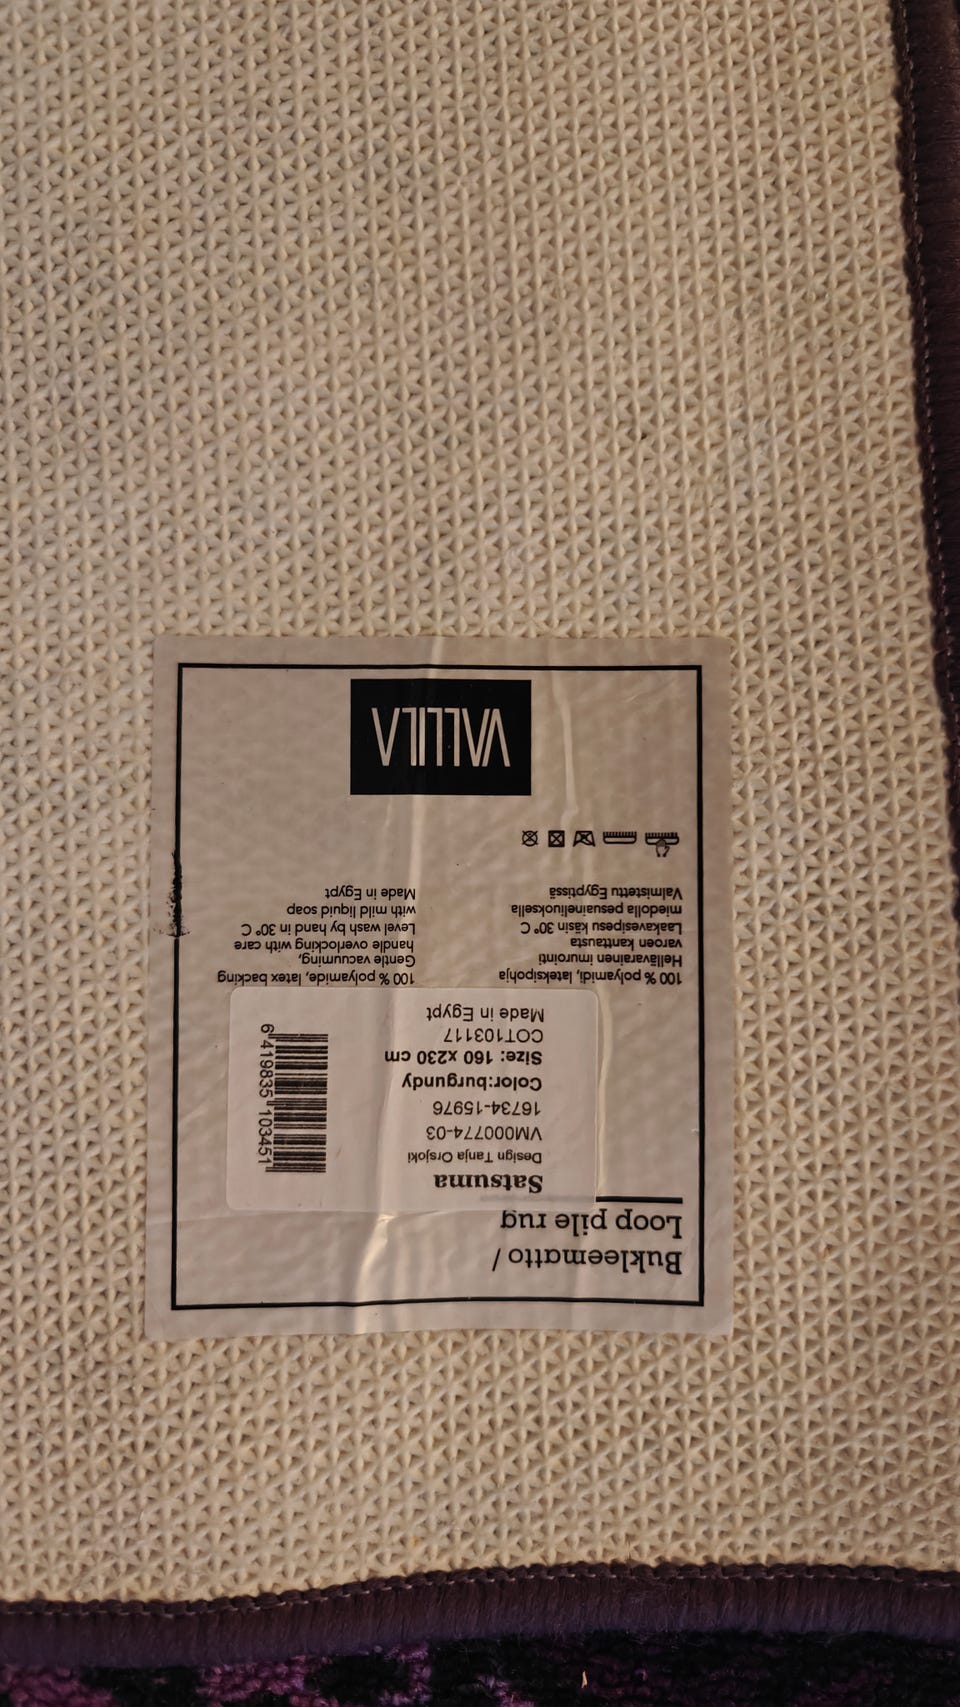 Bukleematto /
Loop pile rug
Satsuma
Design Tanja Orsjoki
VM000774-03
16734-15976
Color:burgundy
Size: 160 x230 cm
COT103117
Made in Egypt
6 419835 103451
100 % polyamidi, lateksipohja
Hellävarainen imurointi
varoen kanttausta
Laakavesipesu käsin 30° C
miedolla pesuaineliuoksella
Valmistettu Egyptissä
100 % polyamide, latex backing
Gentle vacuuming,
handle overlocking with care
Level wash by hand in 30° C
with mild liquid soap
Made in Egypt
VALLILA